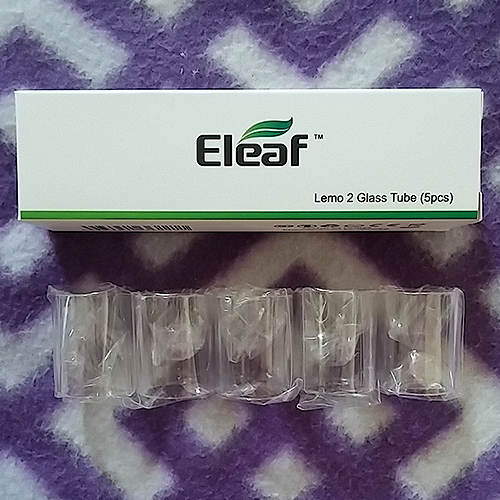 Eleaf™
Lemo 2 Glass Tube (5pcs)